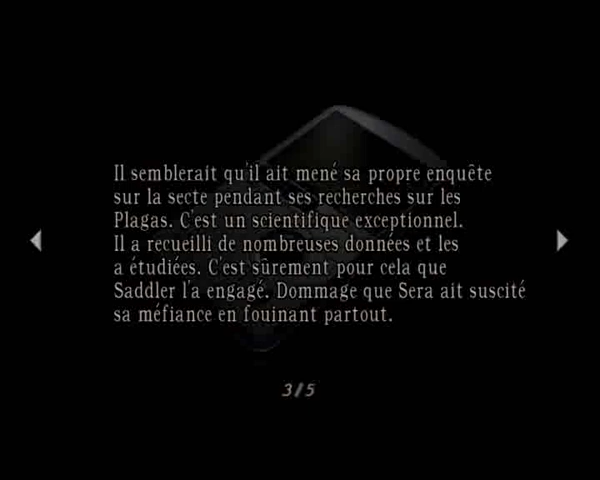 Il semblerait qu'il ait mené sa propre enquête
sur la secte pendant ses recherches sur les
Plagas. C'est un scientifique exceptionnel.
Il a recueilli de nombreuses données et les
a étudiées. C'est sûrement pour cela que
Saddler l'a engagé. Dommage que Sera ait suscité
sa méfiance en fouinant partout.
3/5